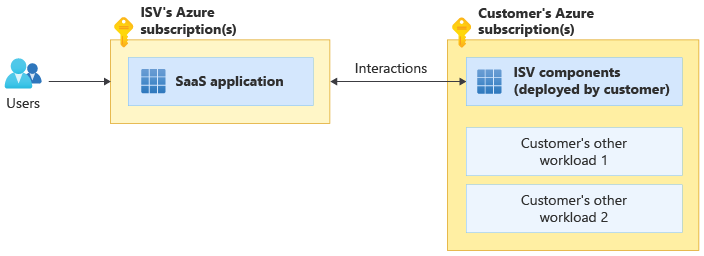 ISV's Azure
subscription(s)
Customer's Azure
subscription(s)
Users
SaaS application
Interactions
ISV components
(deployed by customer)
Customer's other
workload 1
Customer's other
workload 2